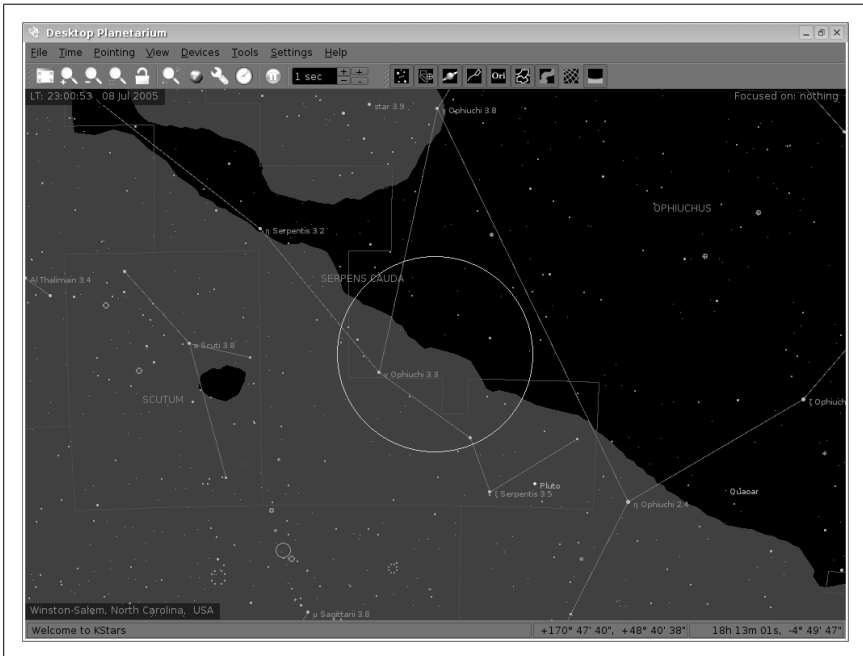 Desktop Planetarium
File Time Pointing View Devices Tools Settings Help
1 sec
Ori
LT: 23:00:53 08 Jul 2005
Focused on: nothing
star 3.9
Ophiuchi 3.8
OPHIUCHUS
η Serpentis 3.2
SERPENS CAUDA
Al Thalimain 3.4
α Scuti 3.8
ν Ophiuchi 3.3
SCUTUM
ζ Ophiuch
Pluto
Quaoar
ζ Serpentis 3.5
η Ophiuchi 2.4
μ Sagittarii 3.8
Winston-Salem, North Carolina, USA
Welcome to KStars
+170° 47' 40", +48° 40' 38"
18h 13m 01s, -4° 49' 47"